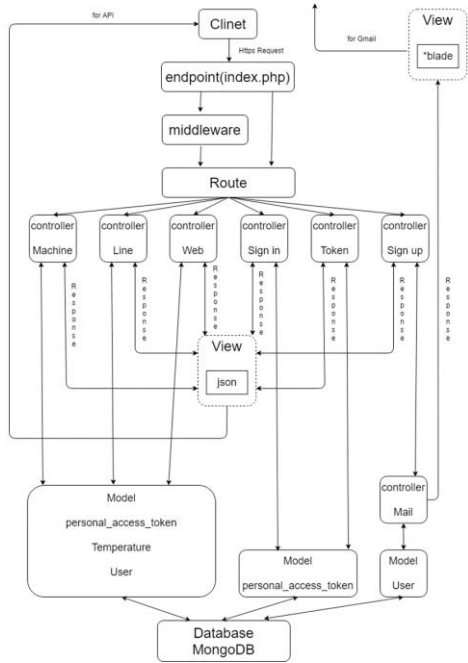 for API
Clinet
for Gmail
View
*blade
Https Request
endpoint(index.php)
middleware
Route
controller
Machine
controller
Line
controller
Web
controller
Sign in
controller
Token
controller
Sign up
Response
Response
Response
Response
Response
Response
Response
View
json
controller
Mail
Model
personal_access_token
Temperature
User
Model
personal_access_token
Model
User
Database
MongoDB